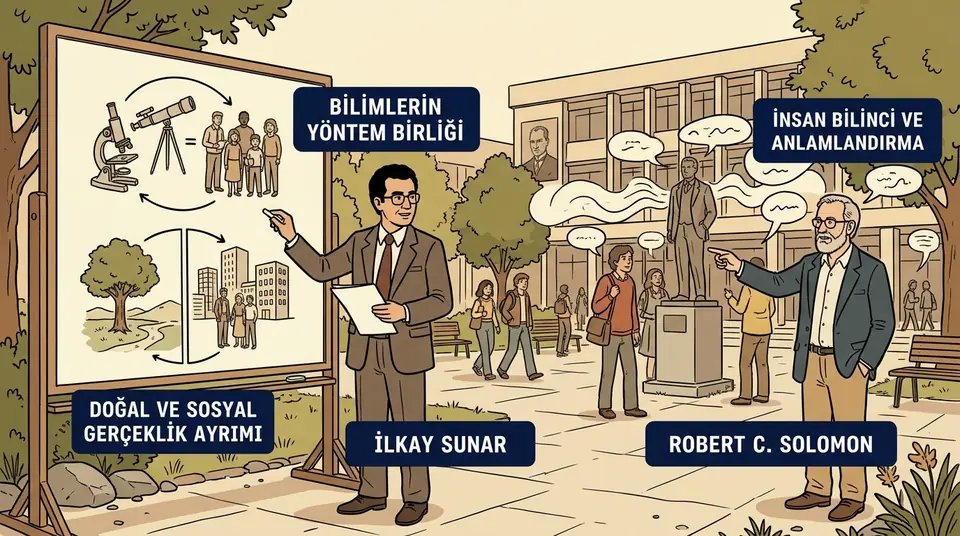 BİLİMLERİN
YÖNTEM BİRLİĞİ
İNSAN BİLİNCİ VE
ANLAMLANDIRMA
=
DOĞAL VE SOSYAL
GERÇEKLİK AYRIMI
İLKAY SUNAR
ROBERT C. SOLOMON